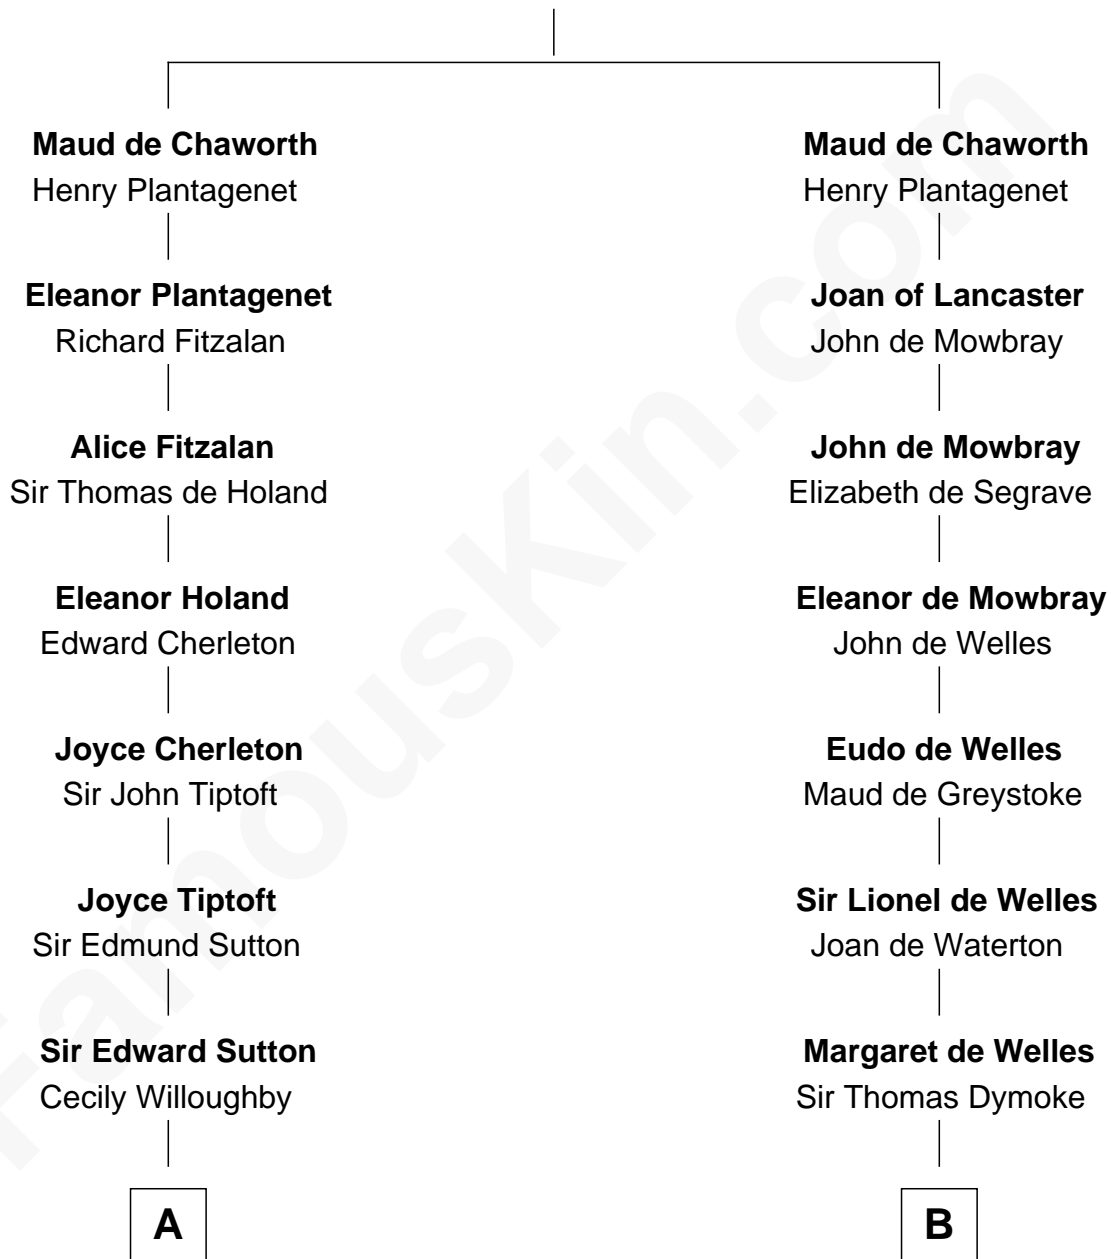 Maud de Chaworth
Henry Plantagenet
Eleanor Plantagenet
Richard Fitzalan
Alice Fitzalan
Sir Thomas de Holand
Eleanor Holand
Edward Cherleton
Joyce Cherleton
Sir John Tiptoft
Joyce Tiptoft
Sir Edmund Sutton
Sir Edward Sutton
Cecily Willoughby
A
Maud de Chaworth
Henry Plantagenet
Joan of Lancaster
John de Mowbray
John de Mowbray
Elizabeth de Segrave
Eleanor de Mowbray
John de Welles
Eudo de Welles
Maud de Greystoke
Sir Lionel de Welles
Joan de Waterton
Margaret de Welles
Sir Thomas Dymoke
B
FamousKin.com